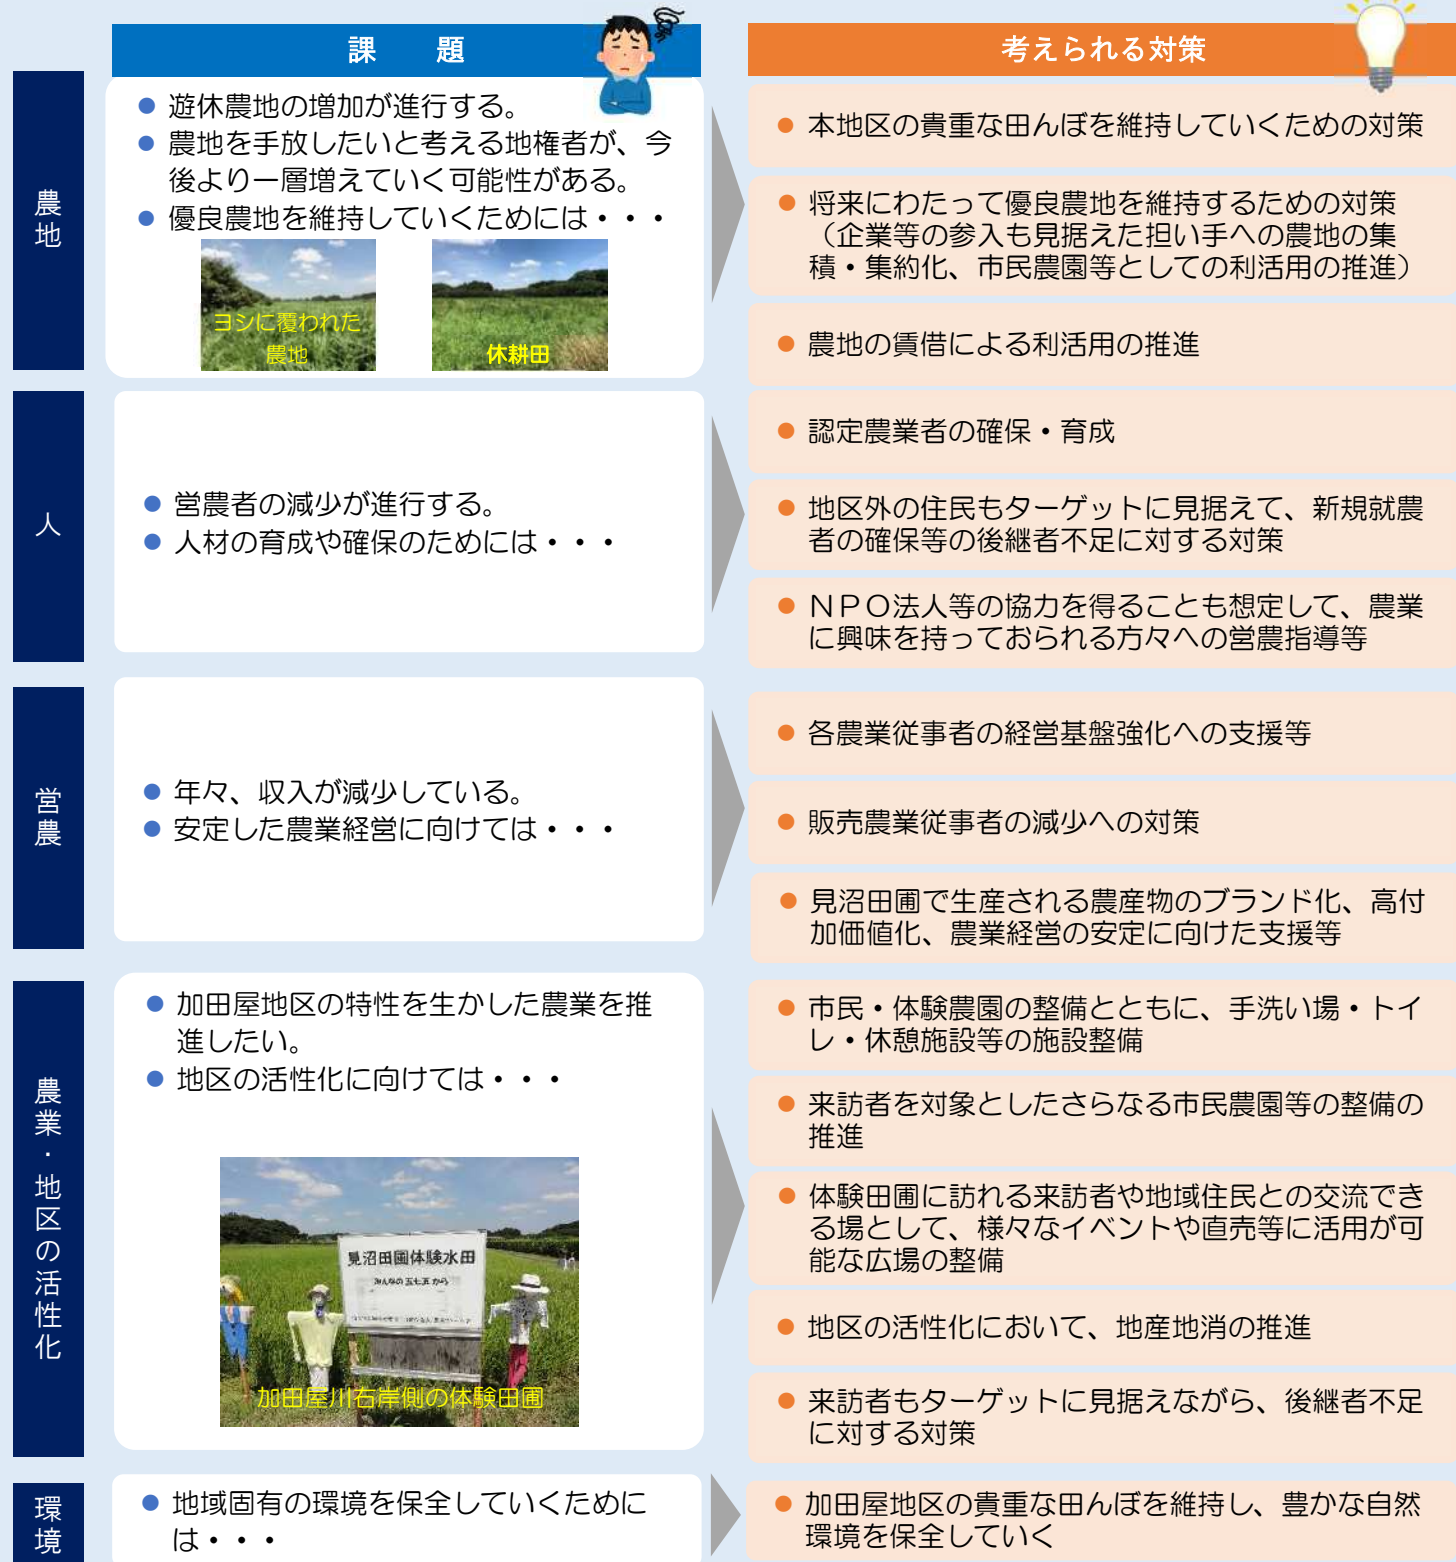 課　題
考えられる対策
農地
遊休農地の増加が進行する。
農地を手放したいと考える地権者が、今
後より一層増えていく可能性がある。
優良農地を維持していくためには・・・
ヨシに覆われた
農地
休耕田
本地区の貴重な田んぼを維持していくための対策
将来にわたって優良農地を維持するための対策
（企業等の参入も見据えた担い手への農地の集
積・集約化、市民農園等としての利活用の推進）
農地の賃借による利活用の推進
人
営農者の減少が進行する。
人材の育成や確保のためには・・・
認定農業者の確保・育成
地区外の住民もターゲットに見据えて、新規就農
者の確保等の後継者不足に対する対策
ＮＰＯ法人等の協力を得ることも想定して、農業
に興味を持っておられる方々への営農指導等
営農
年々、収入が減少している。
安定した農業経営に向けては・・・
各農業従事者の経営基盤強化への支援等
販売農業従事者の減少への対策
見沼田圃で生産される農産物のブランド化、高付
加価値化、農業経営の安定に向けた支援等
農業・地区の活性化
加田屋地区の特性を生かした農業を推
進したい。
地区の活性化に向けては・・・
見沼田圃体験水田
みんなの五七五から
加田屋川右岸側の体験田圃
市民・体験農園の整備とともに、手洗い場・トイ
レ・休憩施設等の施設整備
来訪者を対象としたさらなる市民農園等の整備の
推進
体験田圃に訪れる来訪者や地域住民との交流でき
る場として、様々なイベントや直売等に活用が可
能な広場の整備
地区の活性化において、地産地消の推進
来訪者もターゲットに見据えながら、後継者不足
に対する対策
環境
地域固有の環境を保全していくために
は・・・
加田屋地区の貴重な田んぼを維持し、豊かな自然
環境を保全していく